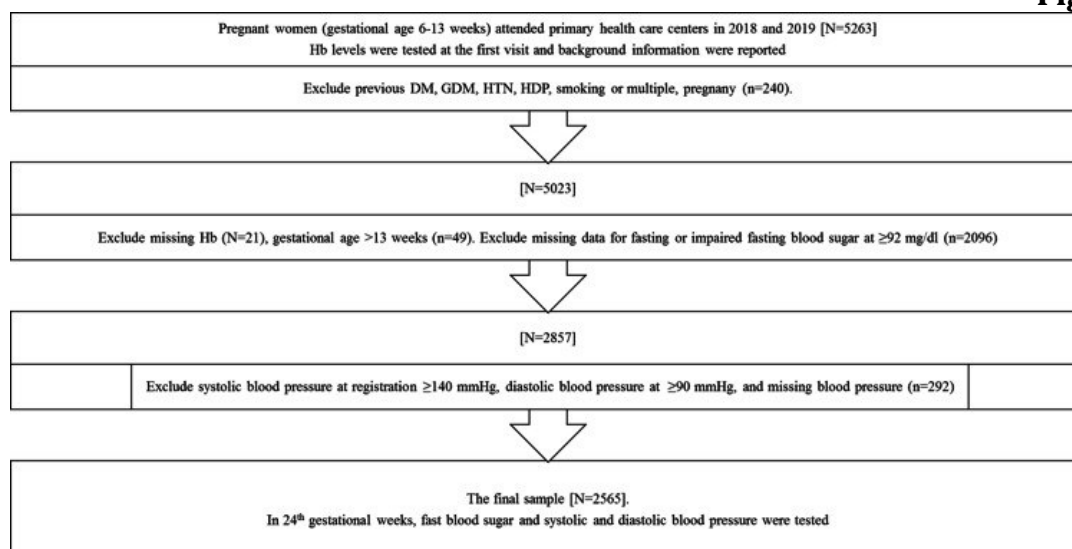 Pregnant women (gestational age 6-13 weeks) attended primary health care centers in 2018 and 2019 [N=5263]
Hb levels were tested at the first visit and background information were reported
Exclude previous DM, GDM, HTN, HDP, smoking or multiple, pregnany (n=240).
[N=5023]
Exclude missing Hb (N=21), gestational age >13 weeks (n=49). Exclude missing data for fasting or impaired fasting blood sugar at ≥92 mg/dl (n=2096)
[N=2857]
Exclude systolic blood pressure at registration ≥140 mmHg, diastolic blood pressure at ≥90 mmHg, and missing blood pressure (n=292)
The final sample [N=2565].
In 24th gestational weeks, fast blood sugar and systolic and diastolic blood pressure were tested